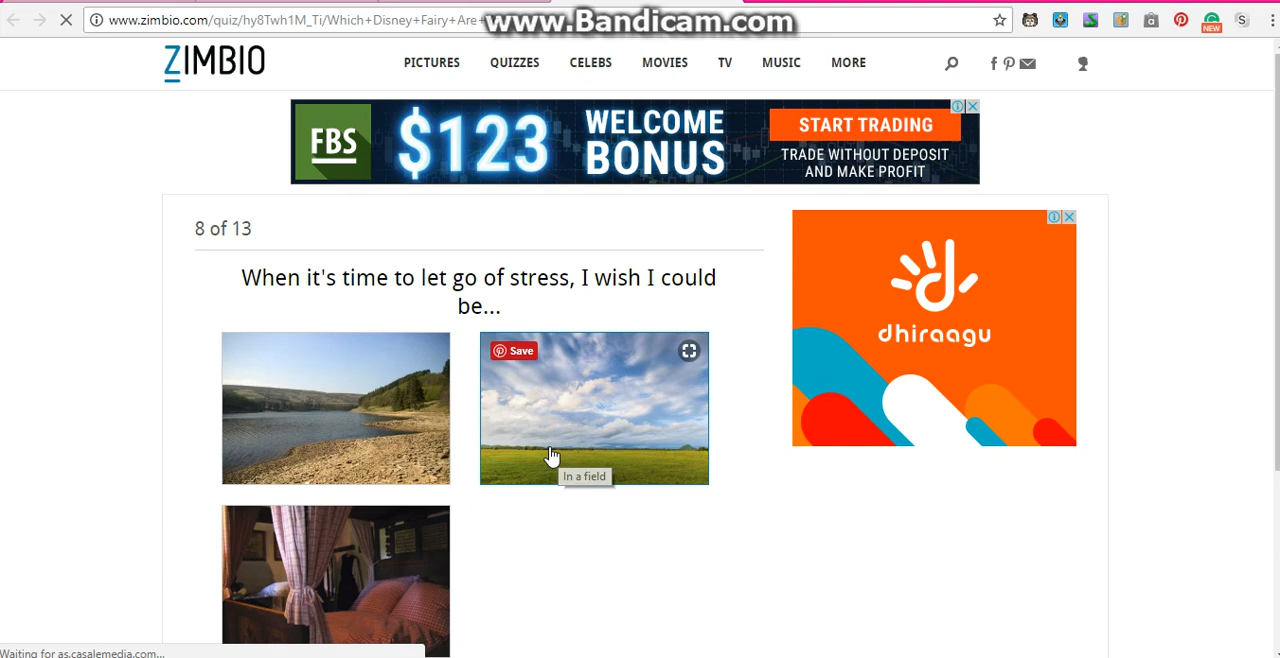 www.Bandicam.com
www.zimbio.com/quiz/hy8Twh1M_Ti/Which+Disney+Fairy+Are+
NEW
S
ZIMBIO
PICTURES QUIZZES CELEBS MOVIES TV MUSIC MORE
FBS $123 WELCOME BONUS START TRADING
TRADE WITHOUT DEPOSIT
AND MAKE PROFIT
8 of 13
When it's time to let go of stress, I wish I could
be...
Save
In a field
dhiraagu
Waiting for as.casalemedia.com...